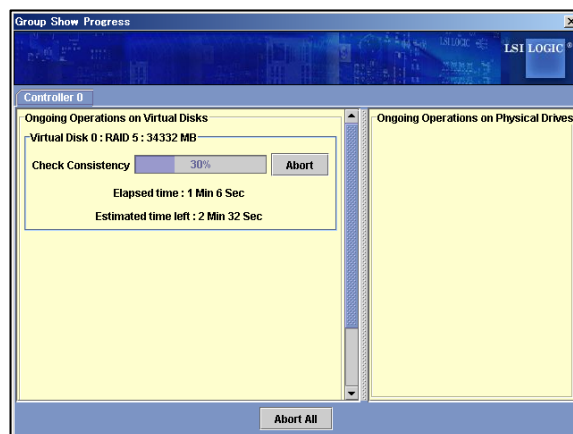 Group Show Progress
LSI LOGIC
LSI LOGIC ®
Controller 0
Ongoing Operations on Virtual Disks
Virtual Disk 0 : RAID 5 : 34332 MB
Check Consistency 30% Abort
Elapsed time : 1 Min 6 Sec
Estimated time left : 2 Min 32 Sec
Ongoing Operations on Physical Drives
Abort All